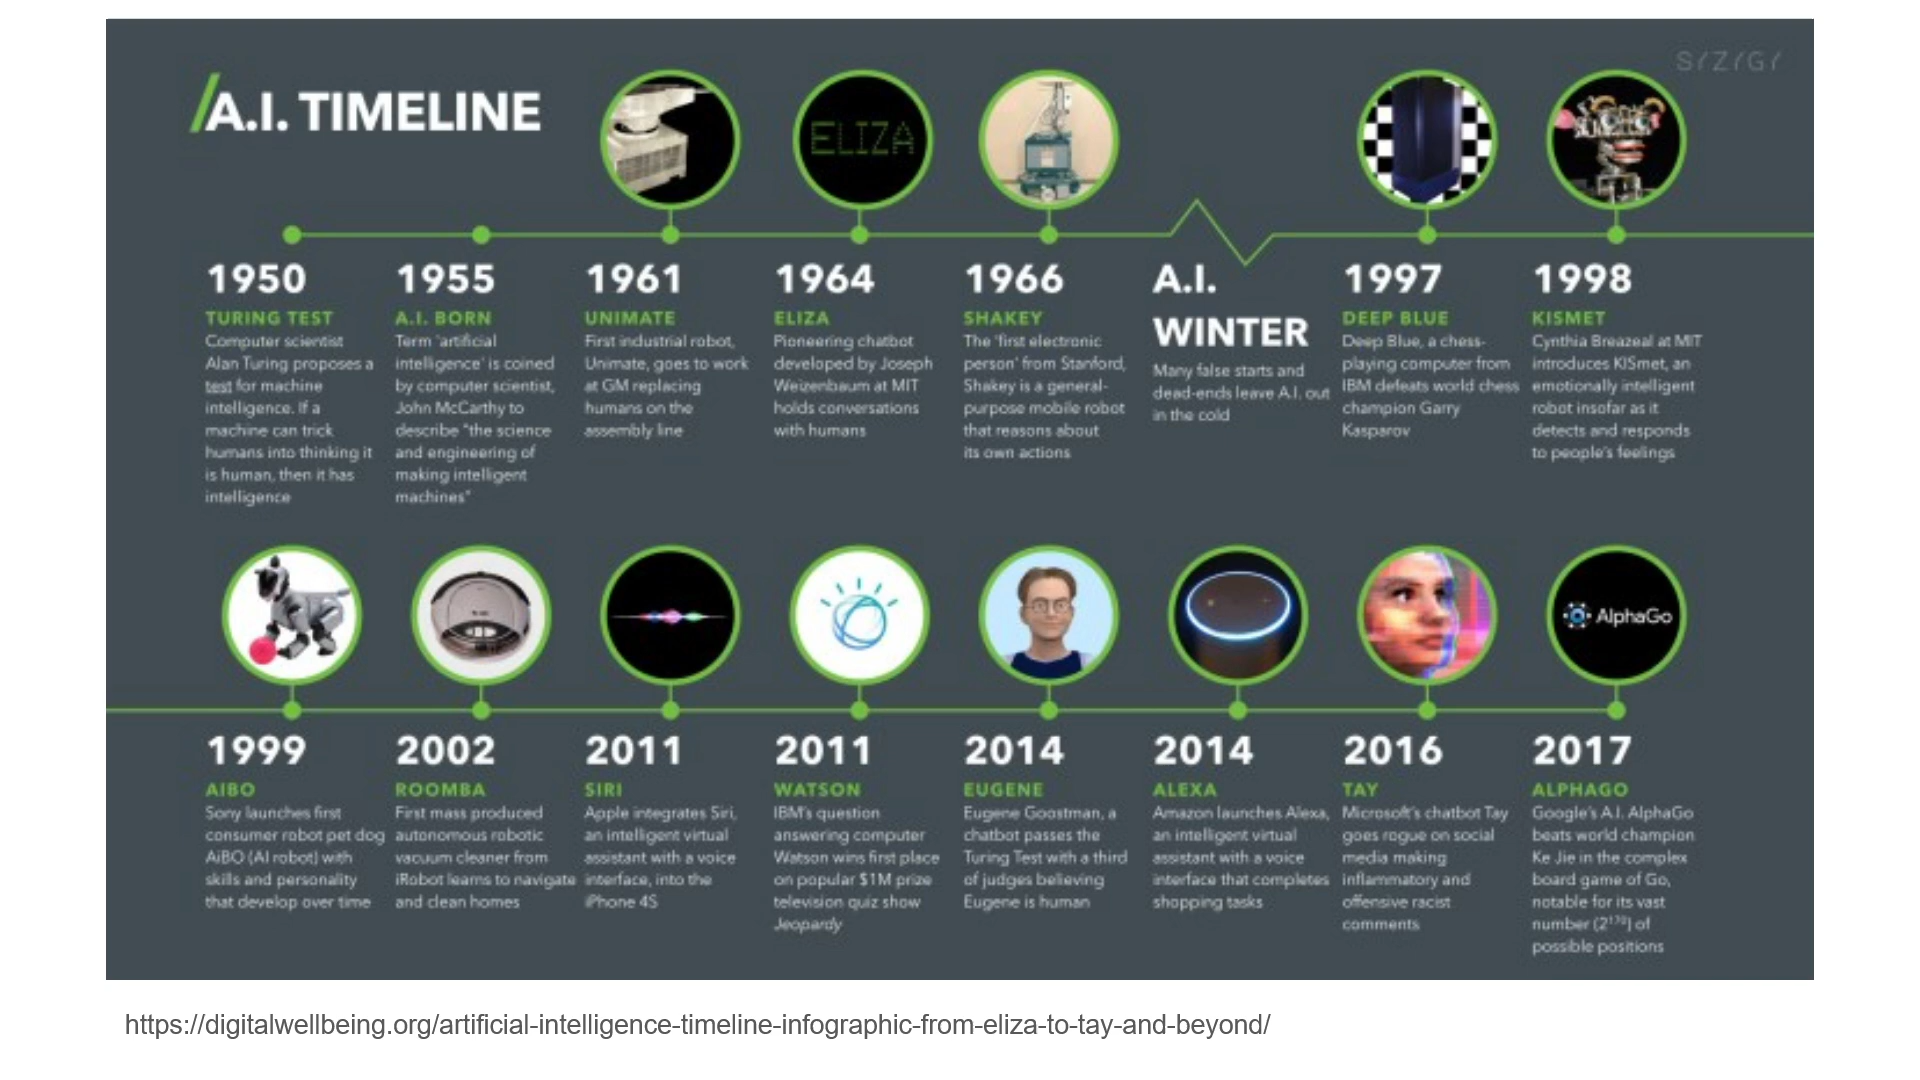 S/Z/G/
/A.I. TIMELINE
ELIZA
1950
TURING TEST
Computer scientist
Alan Turing proposes a
test for machine
intelligence. If a
machine can trick
humans into thinking it
is human, then it has
intelligence
1955
A.I. BORN
Term 'artificial
intelligence' is coined
by computer scientist,
John McCarthy to
describe "the science
and engineering of
making intelligent
machines"
1961
UNIMATE
First industrial robot,
Unimate, goes to work
at GM replacing
humans on the
assembly line
1964
ELIZA
Pioneering chatbot
developed by Joseph
Weizenbaum at MIT
holds conversations
with humans
1966
SHAKEY
The 'first electronic
person' from Stanford,
Shakey is a general-
purpose mobile robot
that reasons about
its own actions
A.I.
WINTER
Many false starts and
dead-ends leave A.I. out
in the cold
1997
DEEP BLUE
Deep Blue, a chess-
playing computer from
IBM defeats world chess
champion Garry
Kasparov
1998
KISMET
Cynthia Breazeal at MIT
introduces KISmet, an
emotionally intelligent
robot insofar as it
detects and responds
to people's feelings
AlphaGo
1999
AIBO
Sony launches first
consumer robot pet dog
AiBO (AI robot) with
skills and personality
that develop over time
2002
ROOMBA
First mass produced
autonomous robotic
vacuum cleaner from
iRobot learns to navigate
and clean homes
2011
SIRI
Apple integrates Siri,
an intelligent virtual
assistant with a voice
interface, into the
iPhone 4S
2011
WATSON
IBM's question
answering computer
Watson wins first place
on popular $1M prize
television quiz show
Jeopardy
2014
EUGENE
Eugene Goostman, a
chatbot passes the
Turing Test with a third
of judges believing
Eugene is human
2014
ALEXA
Amazon launches Alexa,
an intelligent virtual
assistant with a voice
interface that completes
shopping tasks
2016
TAY
Microsoft's chatbot Tay
goes rogue on social
media making
inflammatory and
offensive racist
comments
2017
ALPHAGO
Google's A.I. AlphaGo
beats world champion
Ke Jie in the complex
board game of Go,
notable for its vast
number (2¹⁷⁰) of
possible positions
https://digitalwellbeing.org/artificial-intelligence-timeline-infographic-from-eliza-to-tay-and-beyond/